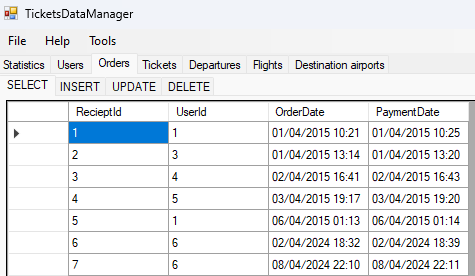 TicketsDataManager
File Help Tools
Statistics Users Orders Tickets Departures Flights Destination airports
SELECT INSERT UPDATE DELETE
RecieptId UserId OrderDate PaymentDate
1 1 01/04/2015 10:21 01/04/2015 10:25
2 3 01/04/2015 13:14 01/04/2015 13:20
3 4 02/04/2015 16:41 02/04/2015 16:43
4 5 03/04/2015 19:17 03/04/2015 19:20
5 1 06/04/2015 01:13 06/04/2015 01:14
6 6 02/04/2024 18:32 02/04/2024 18:39
7 6 08/04/2024 22:10 08/04/2024 22:11